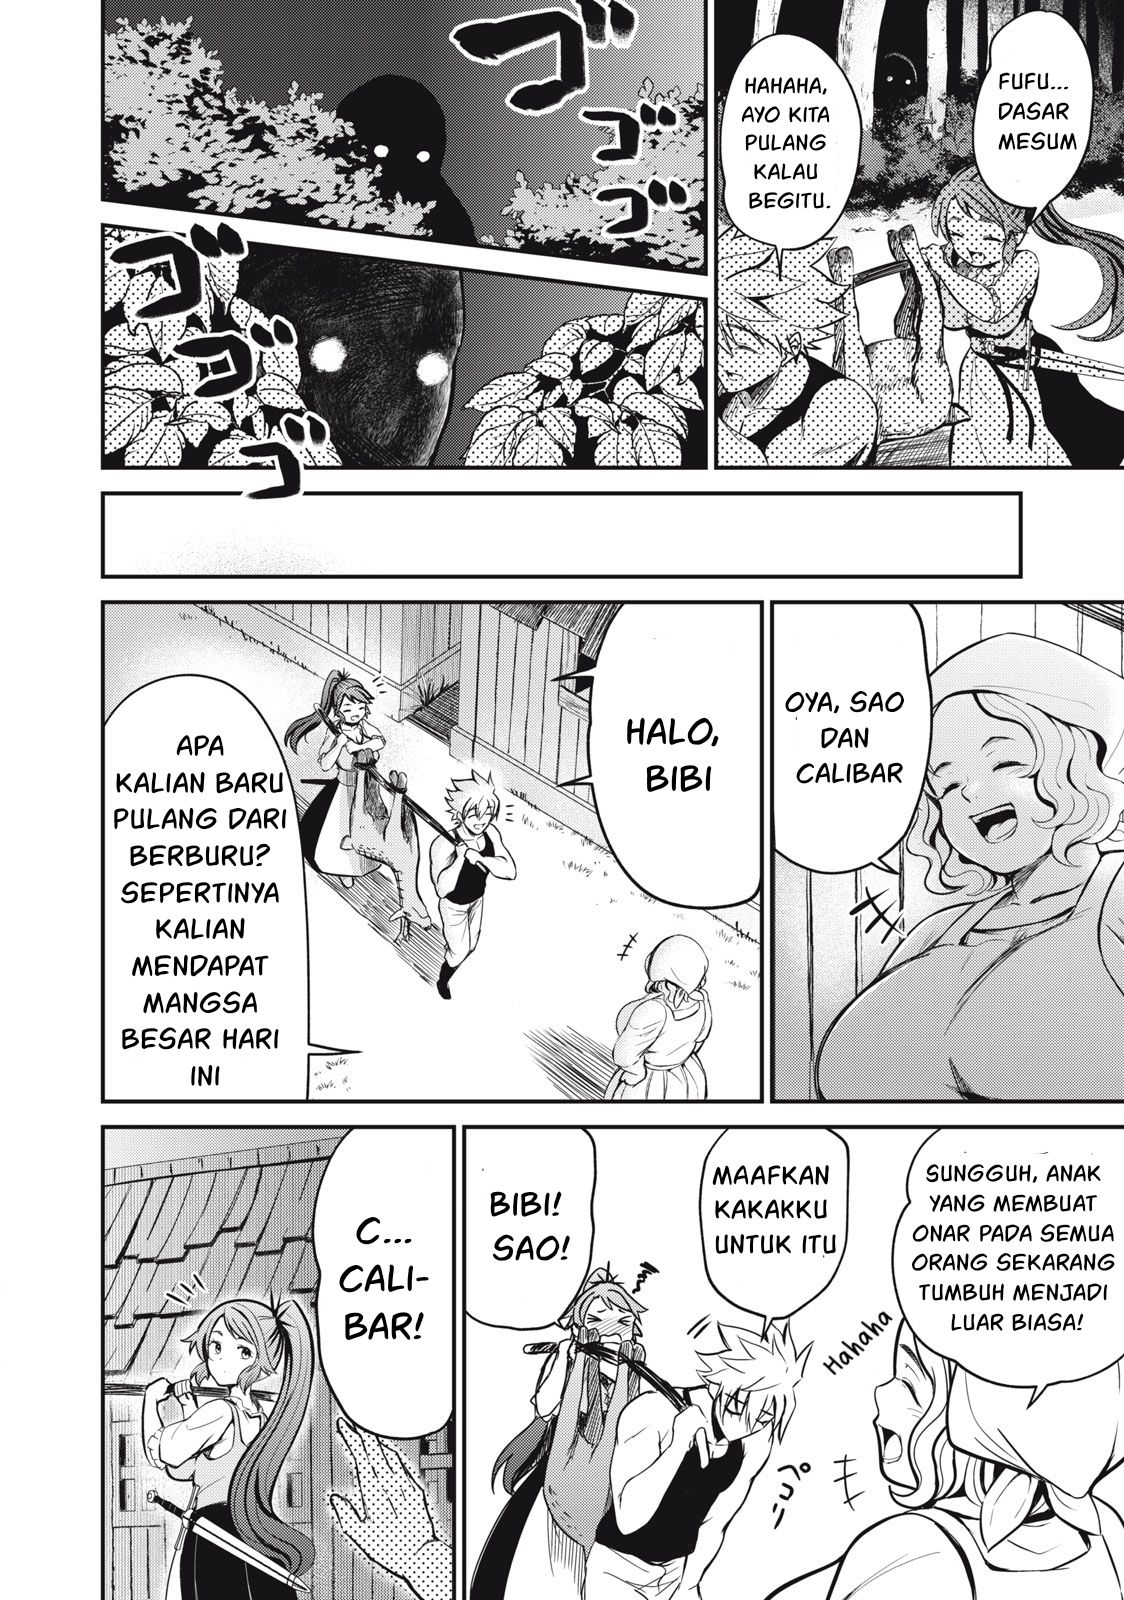 FUFU...
DASAR
MESUM
HAHAHA,
AYO KITA
PULANG
KALAU
BEGITU.
ゴゴゴ
ゴゴゴ
OYA, SAO
DAN
CALIBAR
HALO,
BIBI
APA
KALIAN BARU
PULANG DARI
BERBURU?
SEPERTINYA
KALIAN
MENDAPAT
MANGSA
BESAR HARI
INI
SUNGGUH, ANAK
YANG MEMBUAT
ONAR PADA SEMUA
ORANG SEKARANG
TUMBUH MENJADI
LUAR BIASA!
Hahaha
MAAFKAN
KAKAKKU
UNTUK ITU
BIBI!
SAO!
C...
CALI-
BAR!